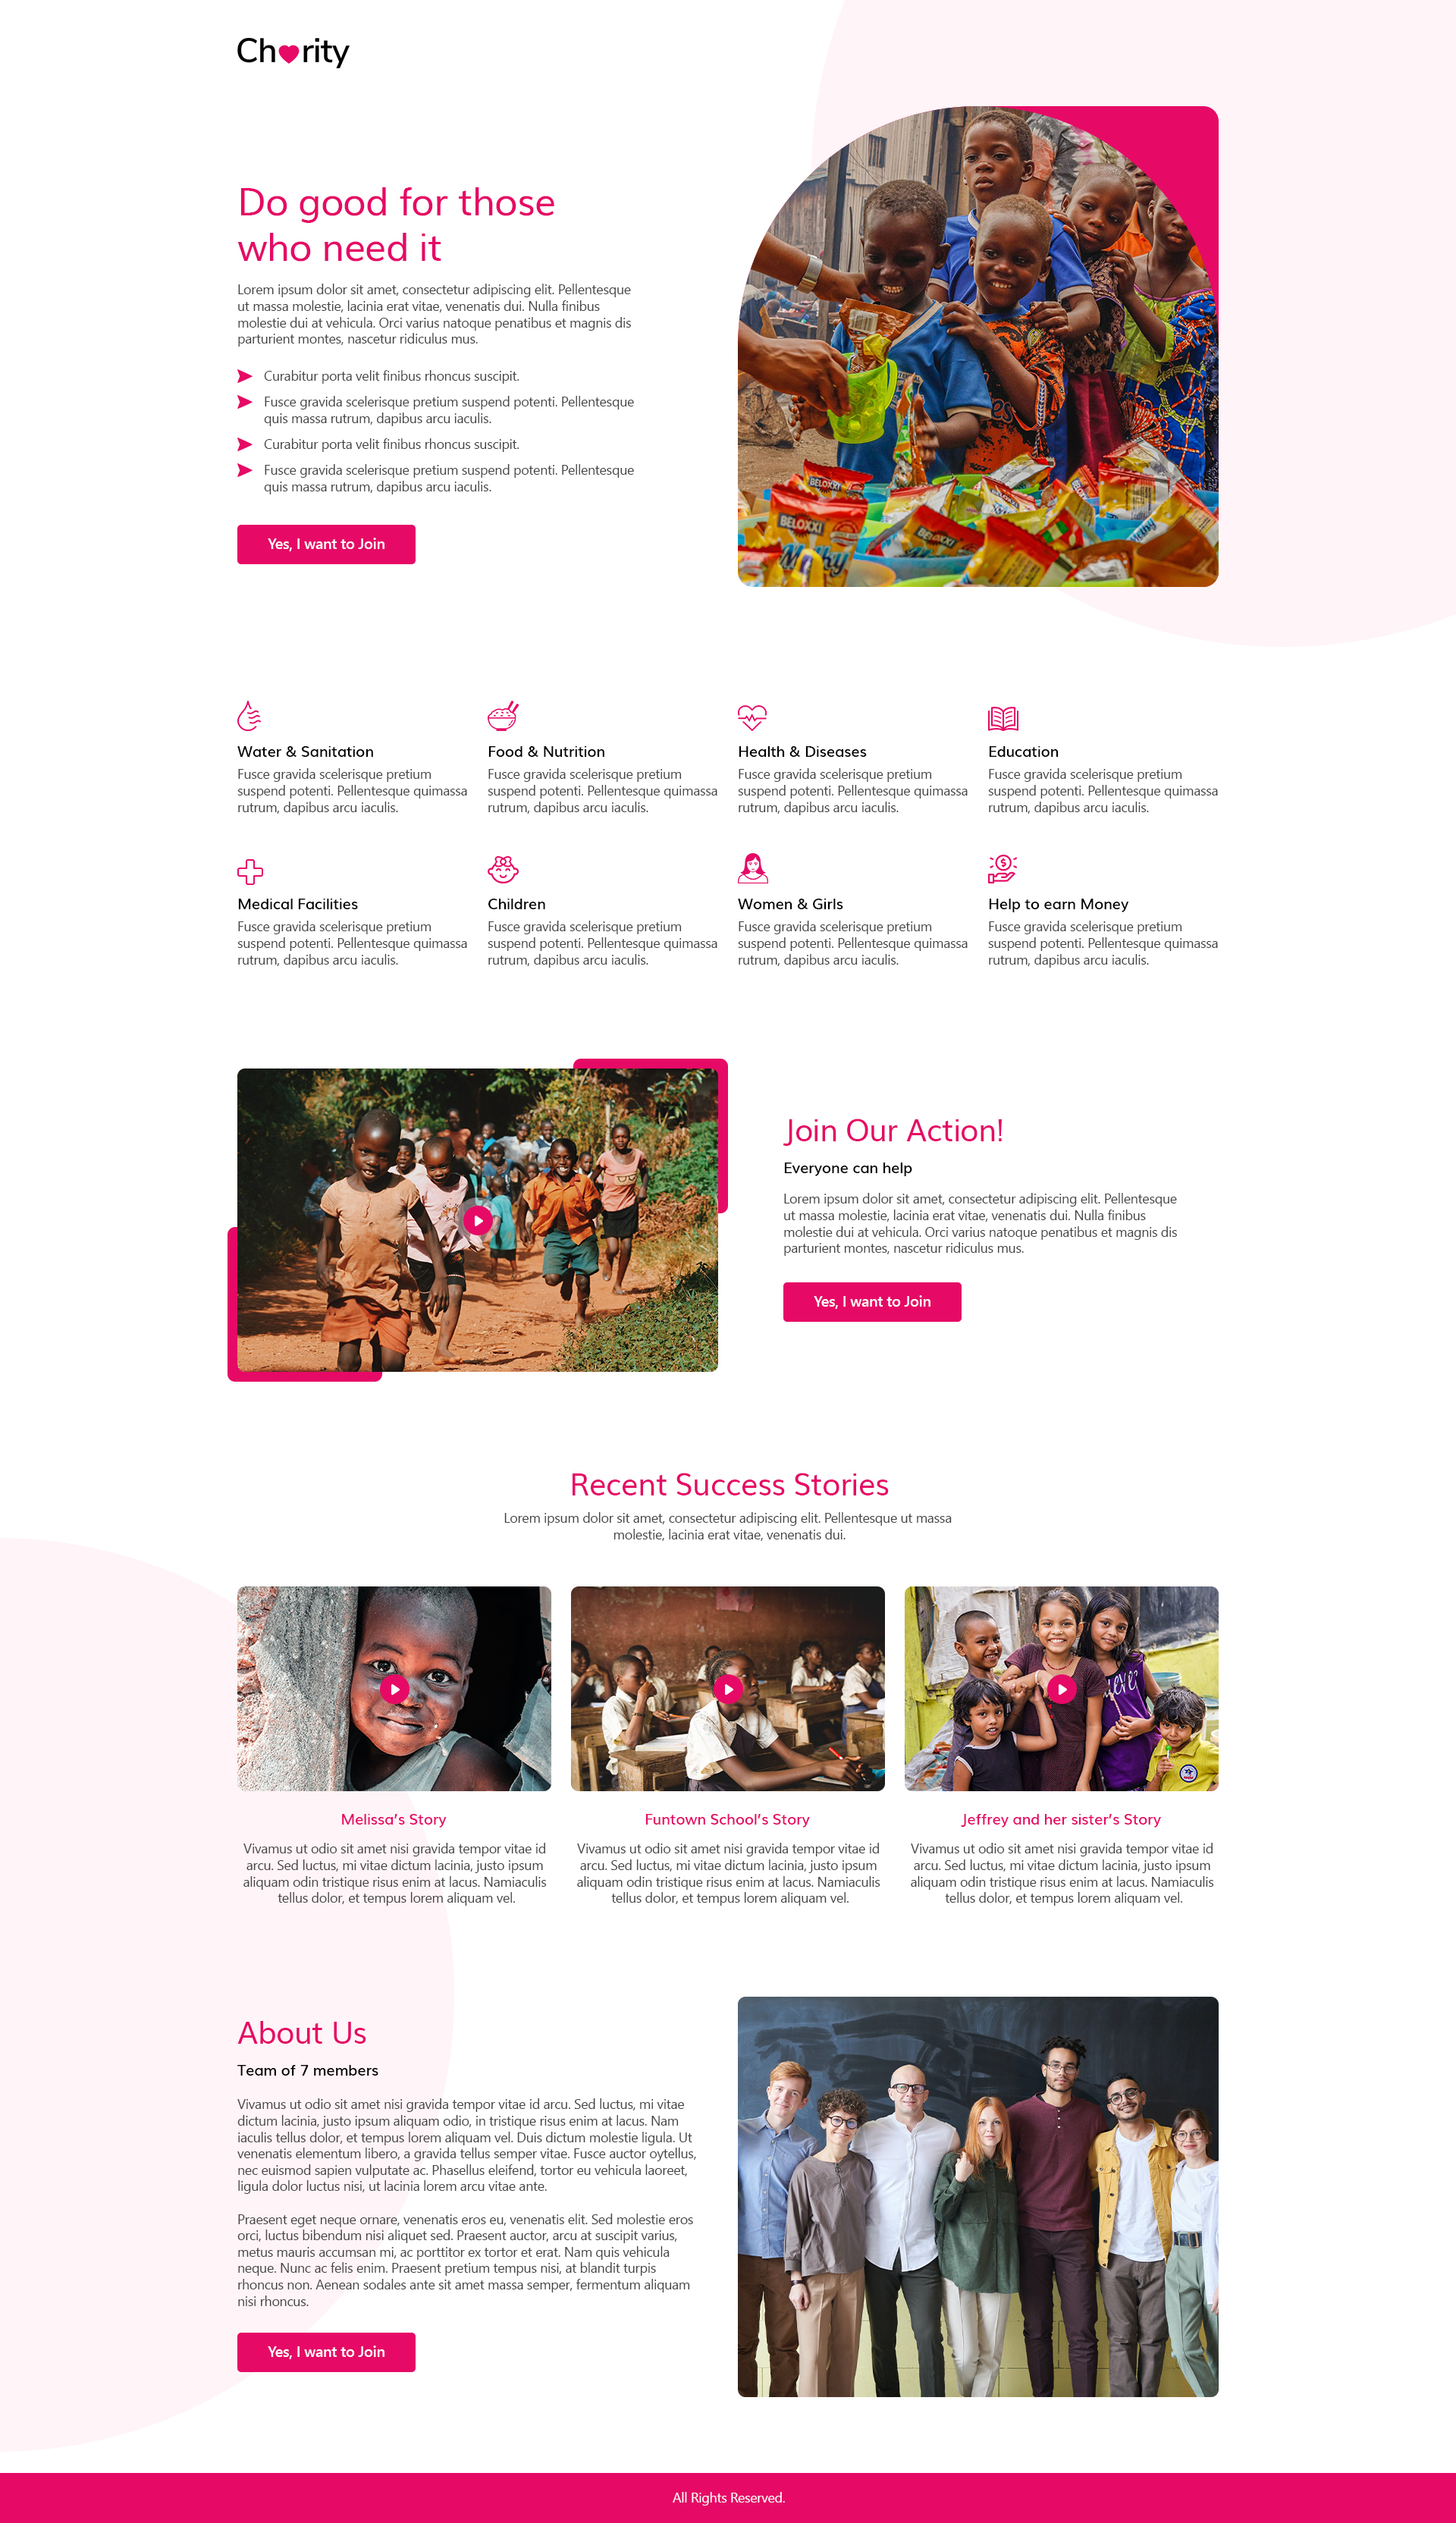 Ch rity
Do good for those
who need it
Lorem ipsum dolor sit amet, consectetur adipiscing elit. Pellentesque
ut massa molestie, lacinia erat vitae, venenatis dui. Nulla finibus
molestie dui at vehicula. Orci varius natoque penatibus et magnis dis
parturient montes, nascetur ridiculus mus.
Curabitur porta velit finibus rhoncus suscipit.
Fusce gravida scelerisque pretium suspend potenti. Pellentesque
quis massa rutrum, dapibus arcu iaculis.
Curabitur porta velit finibus rhoncus suscipit.
Fusce gravida scelerisque pretium suspend potenti. Pellentesque
quis massa rutrum, dapibus arcu iaculis.
Yes, I want to Join
BELOXXI
BELOXXI
Milky
Water & Sanitation
Fusce gravida scelerisque pretium
suspend potenti. Pellentesque quimassa
rutrum, dapibus arcu iaculis.
Food & Nutrition
Fusce gravida scelerisque pretium
suspend potenti. Pellentesque quimassa
rutrum, dapibus arcu iaculis.
Health & Diseases
Fusce gravida scelerisque pretium
suspend potenti. Pellentesque quimassa
rutrum, dapibus arcu iaculis.
Education
Fusce gravida scelerisque pretium
suspend potenti. Pellentesque quimassa
rutrum, dapibus arcu iaculis.
Medical Facilities
Fusce gravida scelerisque pretium
suspend potenti. Pellentesque quimassa
rutrum, dapibus arcu iaculis.
Children
Fusce gravida scelerisque pretium
suspend potenti. Pellentesque quimassa
rutrum, dapibus arcu iaculis.
Women & Girls
Fusce gravida scelerisque pretium
suspend potenti. Pellentesque quimassa
rutrum, dapibus arcu iaculis.
Help to earn Money
Fusce gravida scelerisque pretium
suspend potenti. Pellentesque quimassa
rutrum, dapibus arcu iaculis.
Join Our Action!
Everyone can help
Lorem ipsum dolor sit amet, consectetur adipiscing elit. Pellentesque
ut massa molestie, lacinia erat vitae, venenatis dui. Nulla finibus
molestie dui at vehicula. Orci varius natoque penatibus et magnis dis
parturient montes, nascetur ridiculus mus.
Yes, I want to Join
Recent Success Stories
Lorem ipsum dolor sit amet, consectetur adipiscing elit. Pellentesque ut massa
molestie, lacinia erat vitae, venenatis dui.
Melissa's Story
Vivamus ut odio sit amet nisi gravida tempor vitae id
arcu. Sed luctus, mi vitae dictum lacinia, justo ipsum
aliquam odin tristique risus enim at lacus. Namiaculis
tellus dolor, et tempus lorem aliquam vel.
Funtown School's Story
Vivamus ut odio sit amet nisi gravida tempor vitae id
arcu. Sed luctus, mi vitae dictum lacinia, justo ipsum
aliquam odin tristique risus enim at lacus. Namiaculis
tellus dolor, et tempus lorem aliquam vel.
Jeffrey and her sister's Story
Vivamus ut odio sit amet nisi gravida tempor vitae id
arcu. Sed luctus, mi vitae dictum lacinia, justo ipsum
aliquam odin tristique risus enim at lacus. Namiaculis
tellus dolor, et tempus lorem aliquam vel.
About Us
Team of 7 members
Vivamus ut odio sit amet nisi gravida tempor vitae id arcu. Sed luctus, mi vitae
dictum lacinia, justo ipsum aliquam odio, in tristique risus enim at lacus. Nam
iaculis tellus dolor, et tempus lorem aliquam vel. Duis dictum molestie ligula. Ut
venenatis elementum libero, a gravida tellus semper vitae. Fusce auctor oytellus,
nec euismod sapien vulputate ac. Phasellus eleifend, tortor eu vehicula laoreet,
ligula dolor luctus nisi, ut lacinia lorem arcu vitae ante.
Praesent eget neque ornare, venenatis eros eu, venenatis elit. Sed molestie eros
orci, luctus bibendum nisi aliquet sed. Praesent auctor, arcu at suscipit varius,
metus mauris accumsan mi, ac porttitor ex tortor et erat. Nam quis vehicula
neque. Nunc ac felis enim. Praesent pretium tempus nisi, at blandit turpis
rhoncus non. Aenean sodales ante sit amet massa semper, fermentum aliquam
nisi rhoncus.
Yes, I want to Join
All Rights Reserved.